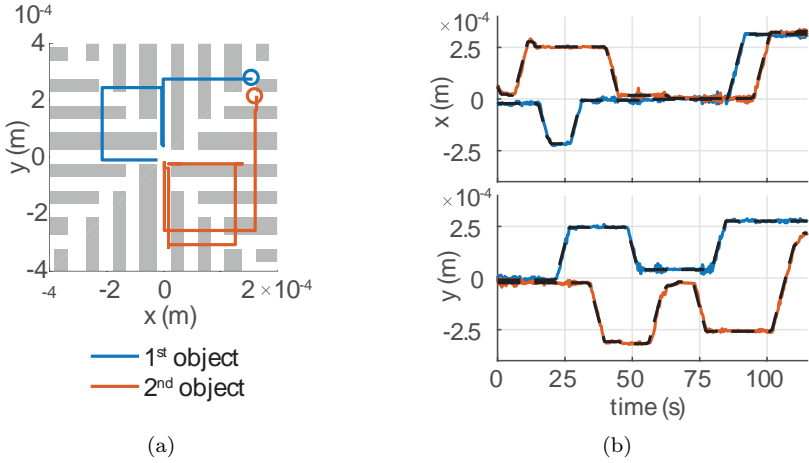 ×10⁻⁴
4
2
0
-2
-4
y (m)
-4
-2
0
2
×10⁻⁴
x (m)
1st object
2nd object
(a)
×10⁻⁴
2.5
0
-2.5
x (m)
×10⁻⁴
2.5
0
-2.5
y (m)
0
25
50
75
100
time (s)
(b)